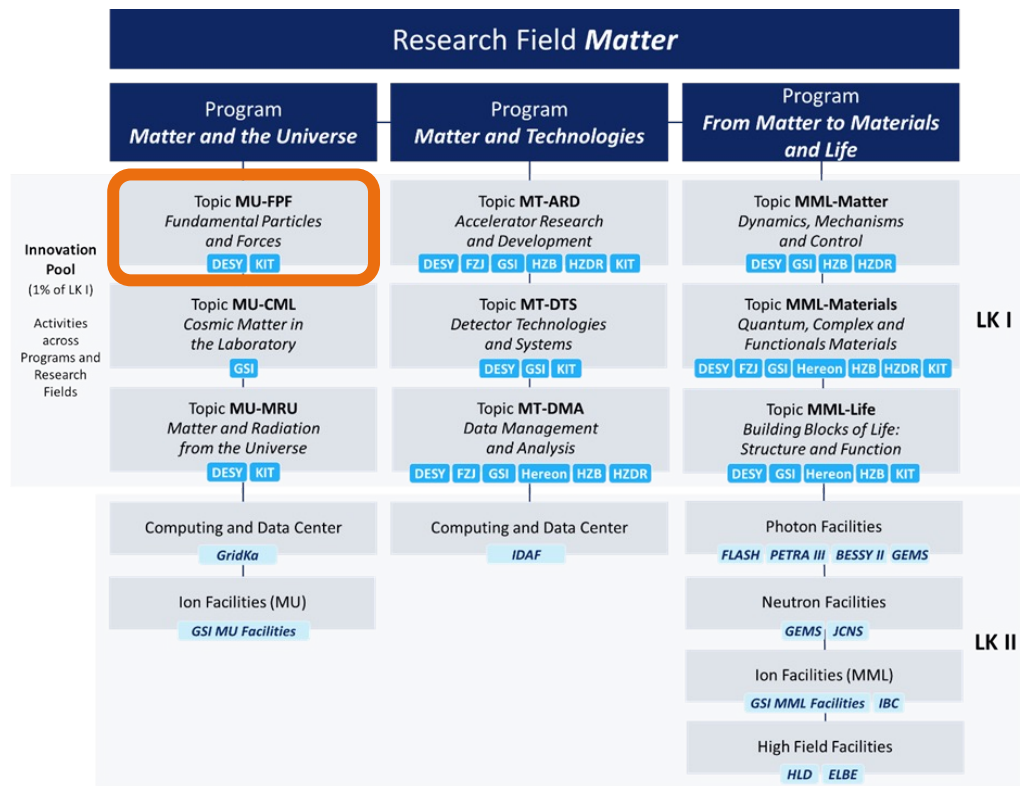 Research Field Matter
Program
Matter and the Universe
Program
Matter and Technologies
Program
From Matter to Materials
and Life
Innovation
Pool
(1% of LK I)
Activities
across
Programs and
Research
Fields
Topic MU-FPF
Fundamental Particles
and Forces
DESY KIT
Topic MT-ARD
Accelerator Research
and Development
DESY FZJ GSI HZB HZDR KIT
Topic MML-Matter
Dynamics, Mechanisms
and Control
DESY GSI HZB HZDR
Topic MU-CML
Cosmic Matter in
the Laboratory
GSI
Topic MT-DTS
Detector Technologies
and Systems
DESY GSI KIT
Topic MML-Materials
Quantum, Complex and
Functionals Materials
DESY FZJ GSI Hereon HZB HZDR KIT
LK I
Topic MU-MRU
Matter and Radiation
from the Universe
DESY KIT
Topic MT-DMA
Data Management
and Analysis
DESY FZJ GSI Hereon HZB HZDR
Topic MML-Life
Building Blocks of Life:
Structure and Function
DESY GSI Hereon HZB KIT
Computing and Data Center
GridKa
Computing and Data Center
IDAF
Photon Facilities
FLASH PETRA III BESSY II GEMS
Ion Facilities (MU)
GSI MU Facilities
Neutron Facilities
GEMS JCNS
LK II
Ion Facilities (MML)
GSI MML Facilities IBC
High Field Facilities
HLD ELBE